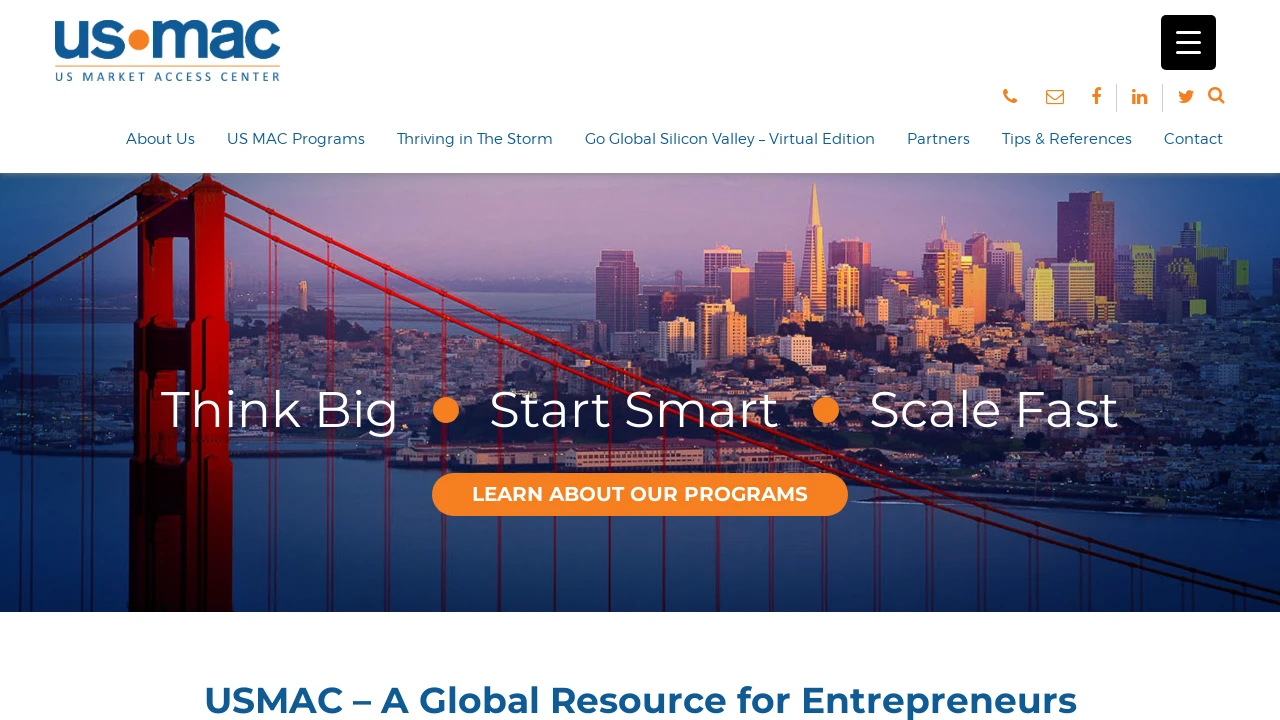 us•mac
US MARKET ACCESS CENTER
About Us US MAC Programs Thriving in The Storm Go Global Silicon Valley – Virtual Edition Partners Tips & References Contact
Think Big • Start Smart • Scale Fast
LEARN ABOUT OUR PROGRAMS
USMAC – A Global Resource for Entrepreneurs